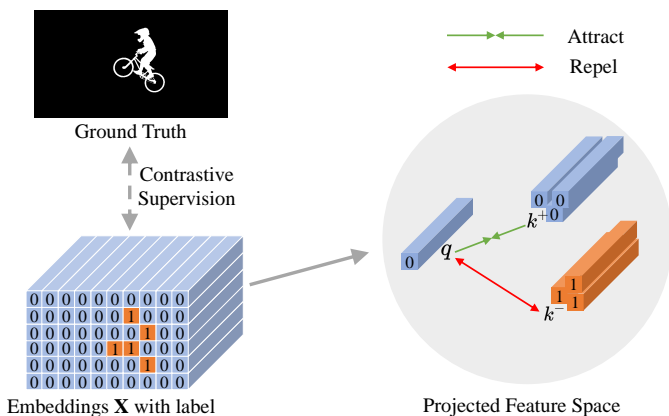 Ground Truth
Contrastive
Supervision
0 0 0 0 0 0 0 0 0 0
0 0 0 0 0 0 1 0 0 0
0 0 0 0 0 0 0 1 0 0
0 0 0 0 0 1 1 0 0 0
0 0 0 0 0 0 0 1 0 0
0 0 0 0 0 0 0 0 0 0
Embeddings X with label
Attract
Repel
0 0
k⁺ 0
q
0
1
1 1
k⁻
Projected Feature Space